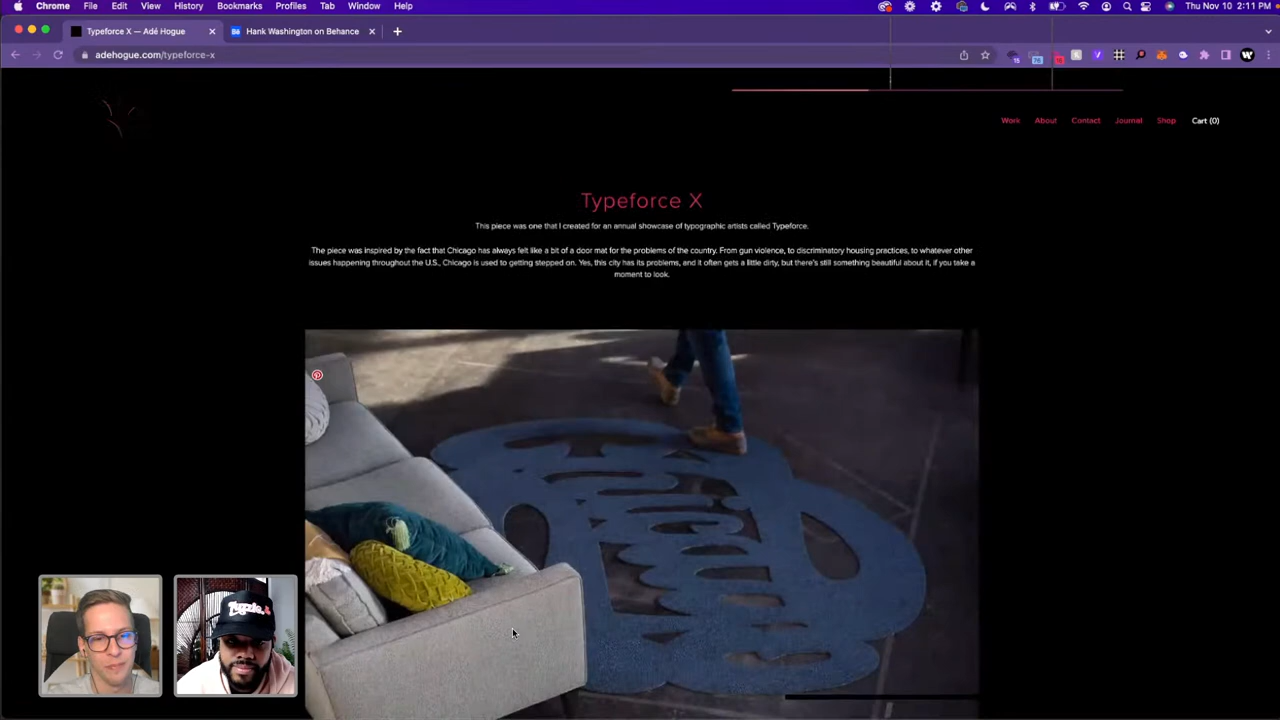 Chrome File Edit View History Bookmarks Profiles Tab Window Help Thu Nov 10 2:11 PM
Typeforce X — Adé Hogue Bē Hank Washington on Behance
adehogue.com/typeforce-x
Work About Contact Journal Shop Cart (0)
Typeforce X
This piece was one that I created for an annual showcase of typographic artists called Typeforce.
The piece was inspired by the fact that Chicago has always felt like a bit of a door mat for the problems of the country. From gun violence, to discriminatory housing practices, to whatever other
issues happening throughout the U.S., Chicago is used to getting stepped on. Yes, this city has its problems, and it often gets a little dirty, but there's still something beautiful about it, if you take a
moment to look.